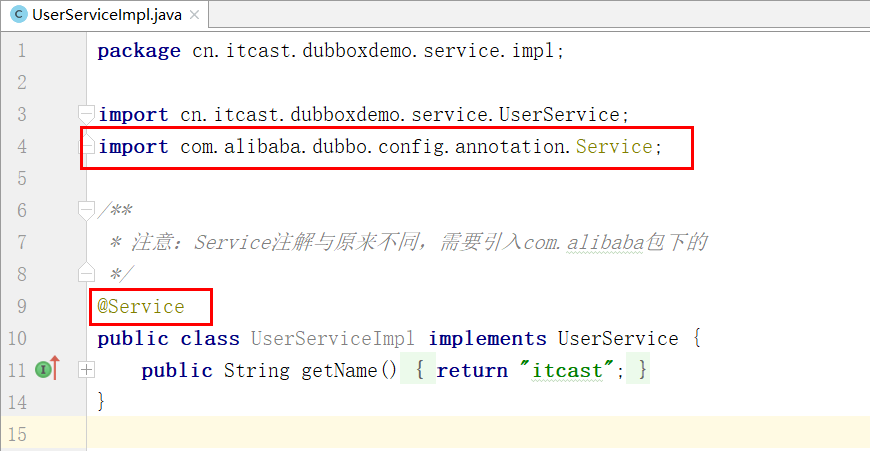 UserServiceImpl.java
1 package cn.itcast.dubboxdemo.service.impl;
2
3 import cn.itcast.dubboxdemo.service.UserService;
4 import com.alibaba.dubbo.config.annotation.Service;
5
6 /**
7 * 注意：Service注解与原来不同，需要引入com.alibaba包下的
8 */
9 @Service
10 public class UserServiceImpl implements UserService {
11 public String getName() { return "itcast"; }
14 }
15